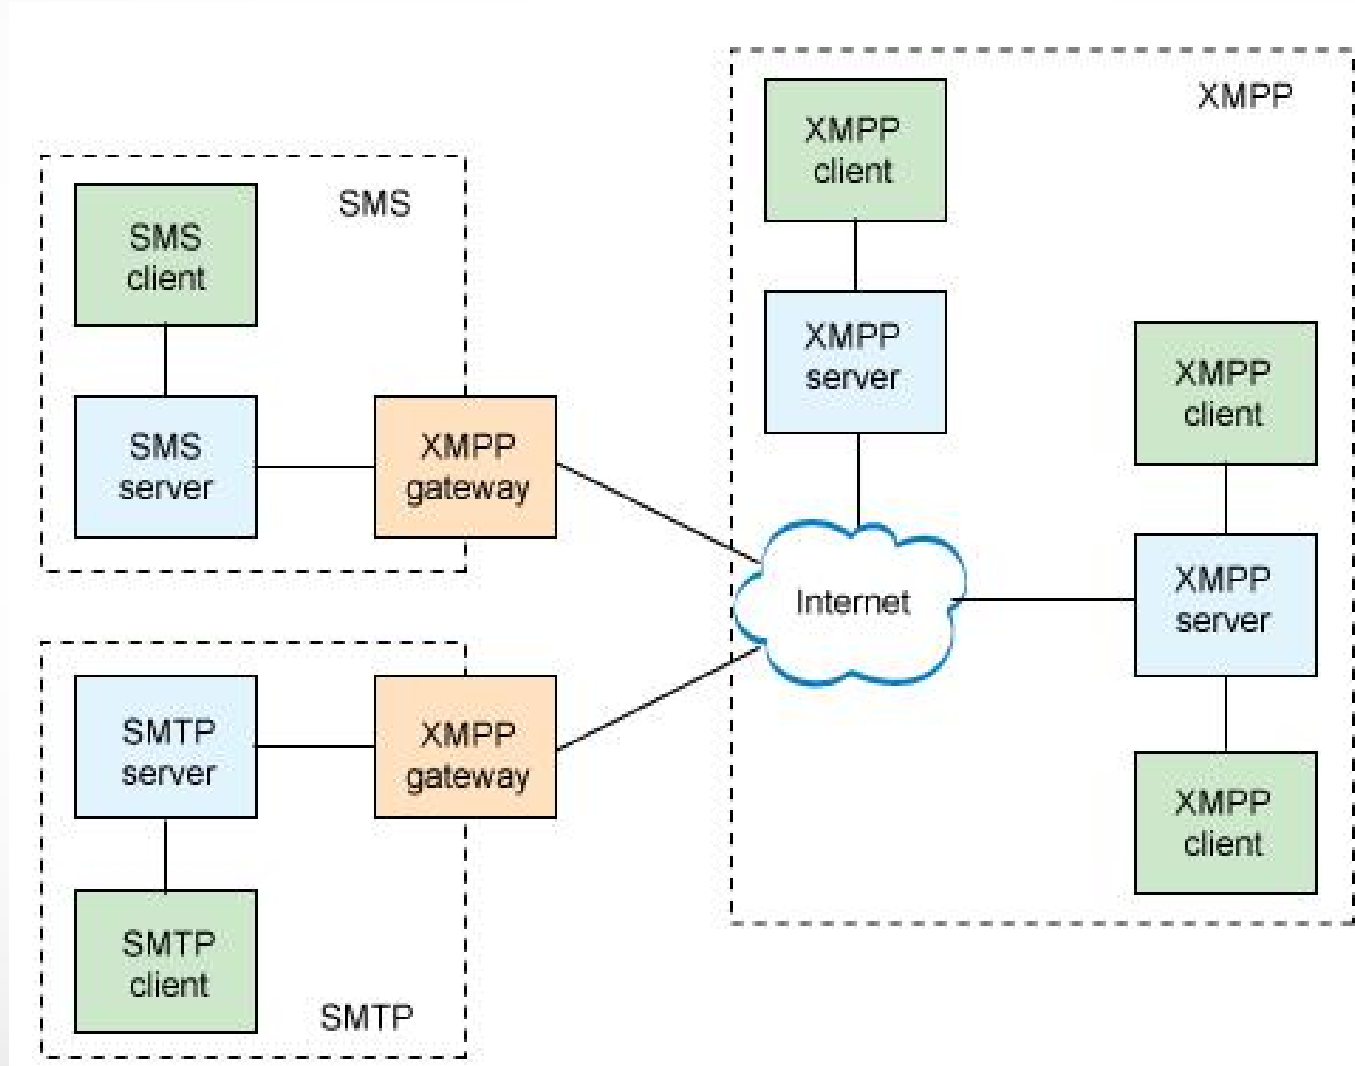 XMPP
XMPP
client
SMS
SMS
client
XMPP
server
XMPP
client
SMS
server
XMPP
gateway
Internet
XMPP
server
SMTP
server
XMPP
gateway
XMPP
client
SMTP
client
SMTP